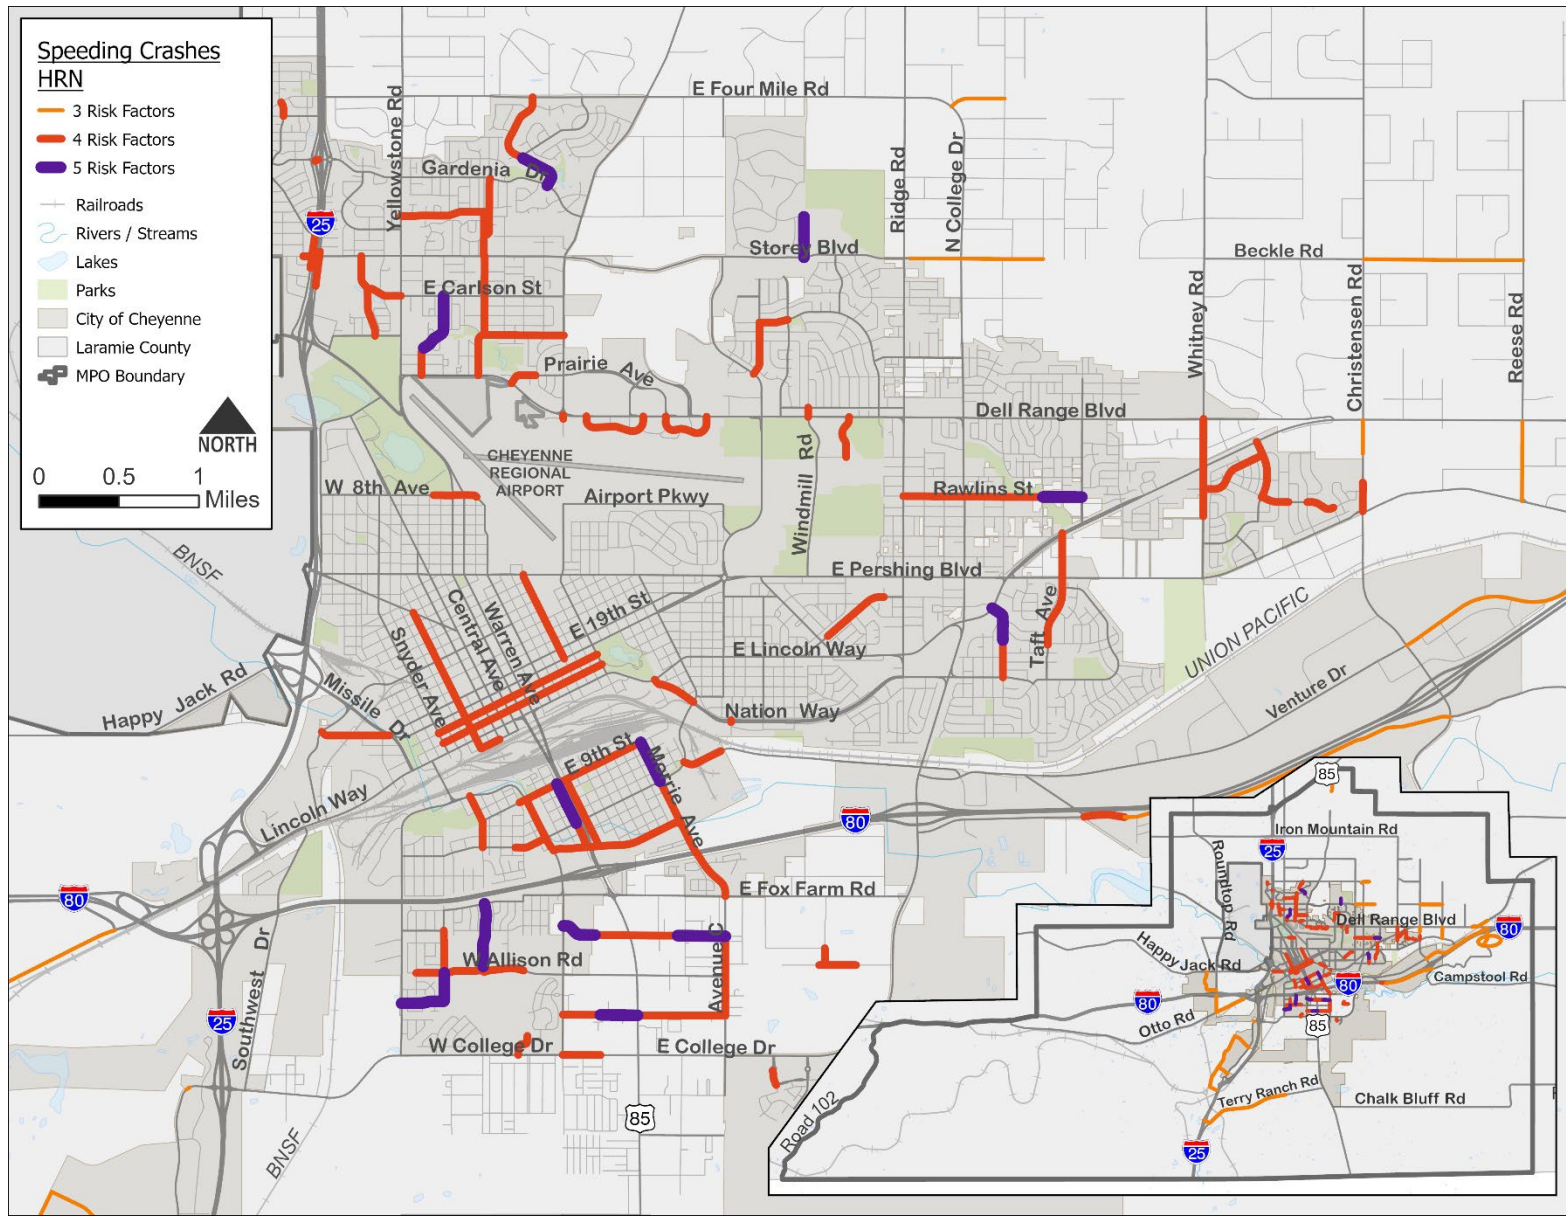 Speeding Crashes
HRN
3 Risk Factors
4 Risk Factors
5 Risk Factors
Railroads
Rivers / Streams
Lakes
Parks
City of Cheyenne
Laramie County
MPO Boundary
NORTH
0 0.5 1
Miles
E Four Mile Rd
Yellowstone Rd
Gardenia Dr
Ridge Rd
N College Dr
25
Storey Blvd
Beckle Rd
E Carlson St
Whitney Rd
Christensen Rd
Reese Rd
Prairie Ave
Dell Range Blvd
CHEYENNE
REGIONAL
AIRPORT
W 8th Ave
Airport Pkwy
Windmill Rd
Rawlins St
BNSF
E Pershing Blvd
Central Ave
Warren Ave
E 19th St
Snyder Ave
Taft Ave
UNION PACIFIC
E Lincoln Way
Happy Jack Rd
Missile Dr
Nation Way
Venture Dr
E 9th St
Morrie Ave
Lincoln Way
80
80
E Fox Farm Rd
W Allison Rd
Avenue C
Southwest Dr
25
W College Dr
E College Dr
85
BNSF
85
Iron Mountain Rd
25
Roundtop Rd
Dell Range Blvd
80
Happy Jack Rd
Campstool Rd
80
80
Otto Rd
85
Terry Ranch Rd
Chalk Bluff Rd
Road 102
25